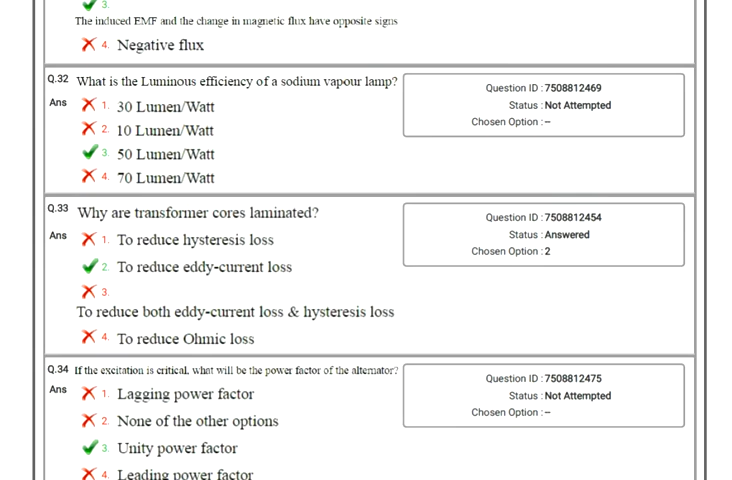 3.
The induced EMF and the change in magnetic flux have opposite signs
4. Negative flux
Q.32 What is the Luminous efficiency of a sodium vapour lamp?
Ans 1. 30 Lumen/Watt
2. 10 Lumen/Watt
3. 50 Lumen/Watt
4. 70 Lumen/Watt
Question ID : 7508812469
Status : Not Attempted
Chosen Option : --
Q.33 Why are transformer cores laminated?
Ans 1. To reduce hysteresis loss
2. To reduce eddy-current loss
3.
To reduce both eddy-current loss & hysteresis loss
4. To reduce Ohmic loss
Question ID : 7508812454
Status : Answered
Chosen Option : 2
Q.34 If the excitation is critical, what will be the power factor of the alternator?
Ans 1. Lagging power factor
2. None of the other options
3. Unity power factor
4. Leading power factor
Question ID : 7508812475
Status : Not Attempted
Chosen Option : --